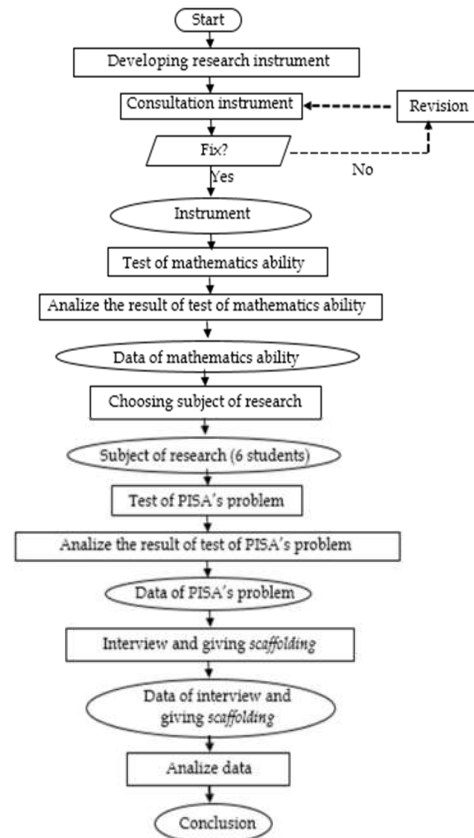 Start
Developing research instrument
Consultation instrument
Revision
Fix?
No
Yes
Instrument
Test of mathematics ability
Analize the result of test of mathematics ability
Data of mathematics ability
Choosing subject of research
Subject of research (6 students)
Test of PISA's problem
Analize the result of test of PISA's problem
Data of PISA's problem
Interview and giving scaffolding
Data of interview and
giving scaffolding
Analize data
Conclusion